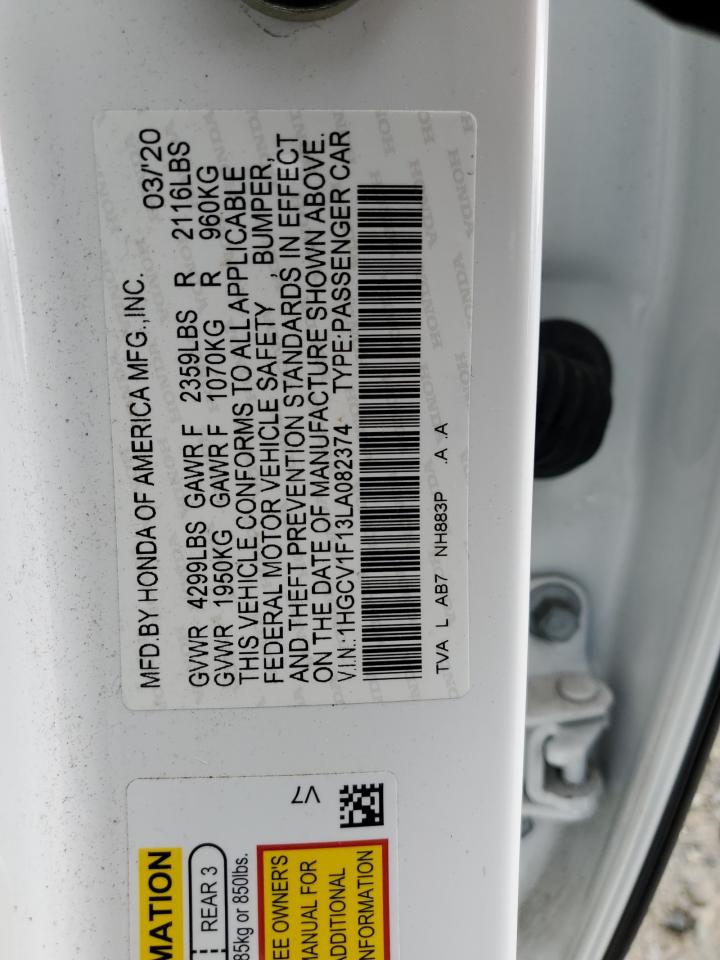 MFD.BY HONDA OF AMERICA MFG.,INC. 03/'20
GVWR 4299LBS GAWR F 2359LBS R 2116LBS
GVWR 1950KG GAWR F 1070KG R 960KG
THIS VEHICLE CONFORMS TO ALL APPLICABLE
FEDERAL MOTOR VEHICLE SAFETY , BUMPER,
AND THEFT PREVENTION STANDARDS IN EFFECT
ON THE DATE OF MANUFACTURE SHOWN ABOVE.
V.I.N.:1HGCV1F13LA082374 TYPE:PASSENGER CAR
TVA L AB7 NH883P .A .A
V7
MATION
REAR 3
85kg or 850lbs.
EE OWNER'S
MANUAL FOR
ADDITIONAL
NFORMATION